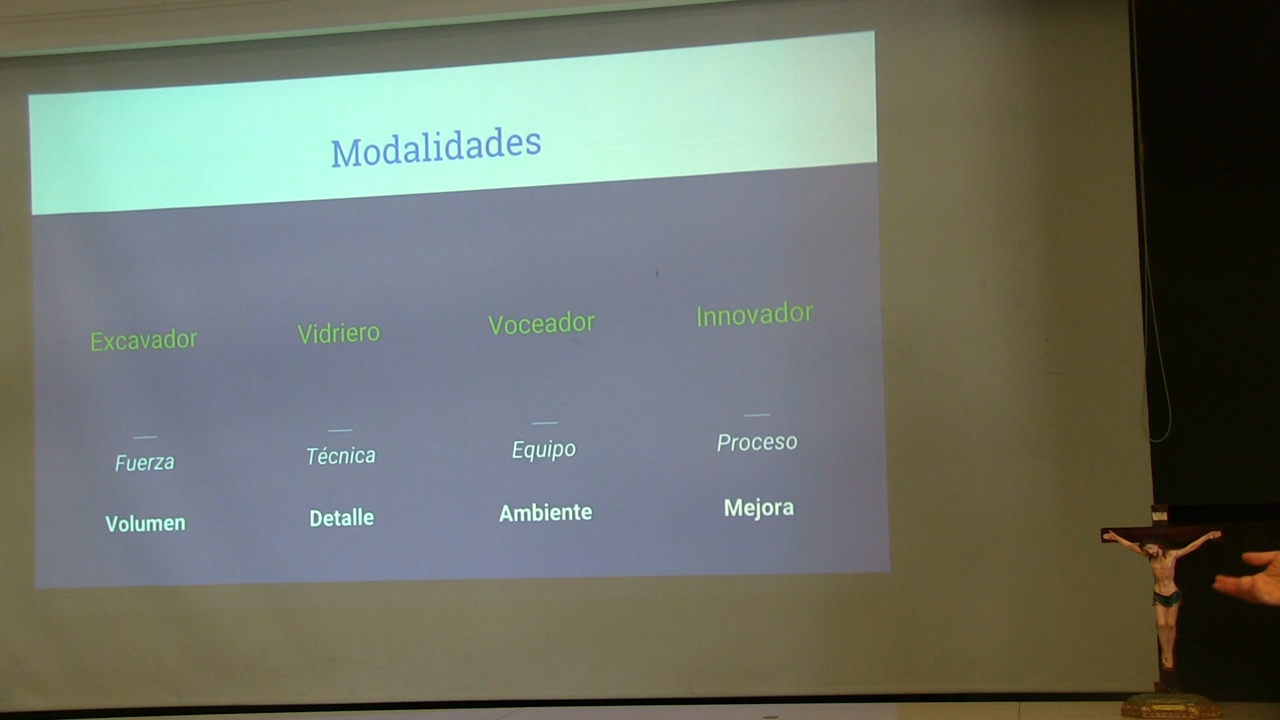 Modalidades
Excavador Vidriero Voceador Innovador
Fuerza Técnica Equipo Proceso
Volumen Detalle Ambiente Mejora